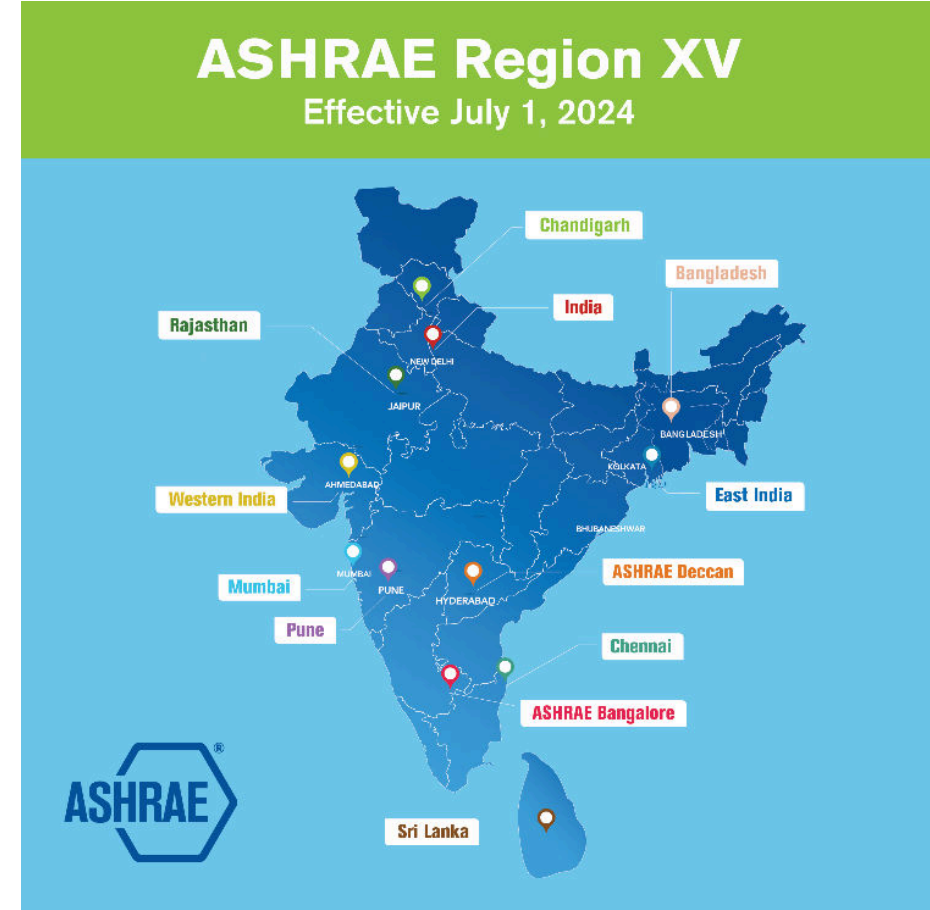 ASHRAE Region XV
Effective July 1, 2024
Chandigarh
Bangladesh
India
Rajasthan
NEW DELHI
JAIPUR
BANGLADESH
KOLKATA
AHMEDABAD
Western India
East India
BHUBANESHWAR
MUMBAI
ASHRAE Deccan
Mumbai
PUNE
HYDERABAD
Pune
Chennai
ASHRAE Bangalore
ASHRAE®
Sri Lanka